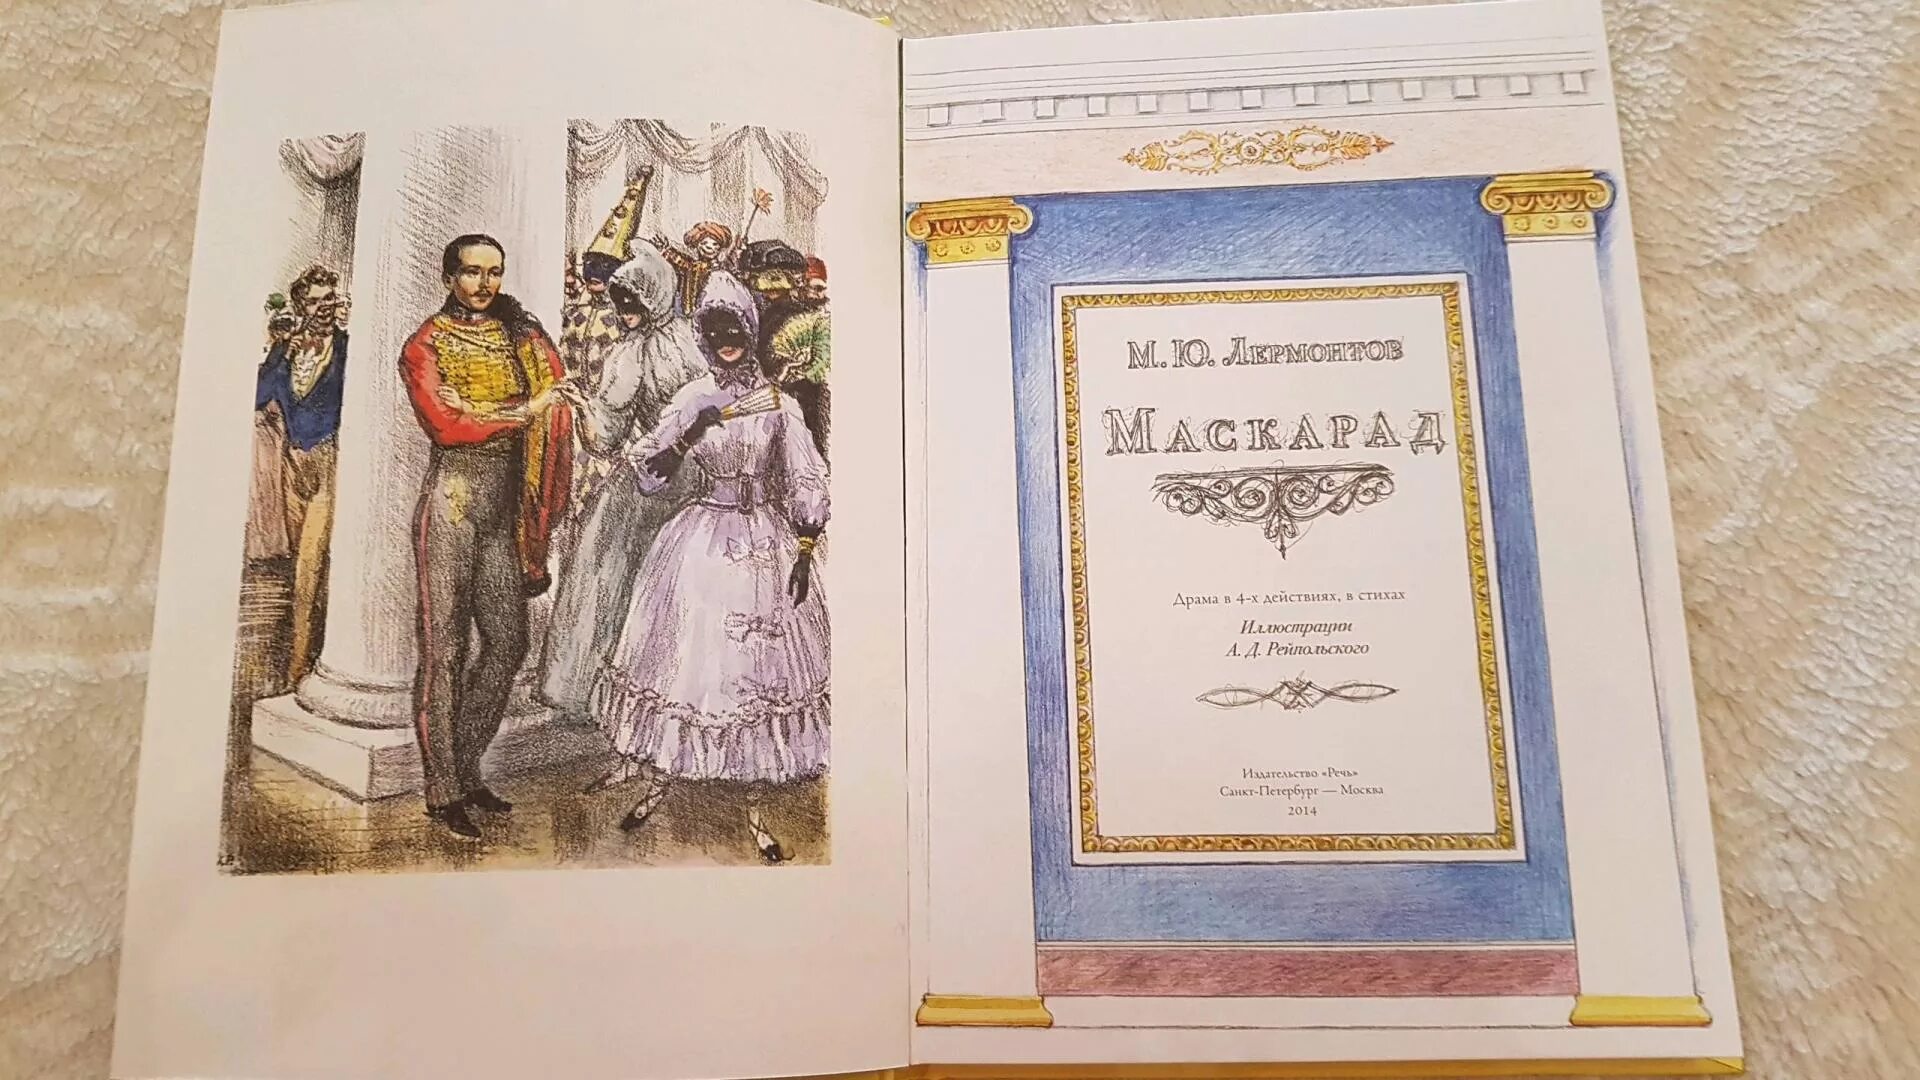 М. Ю. Лермонтов
Маскарад
Драма в 4-х действиях, в стихах
Иллюстрации
А. Д. Рейпольского
Издательство «Речь»
Санкт-Петербург — Москва
2014